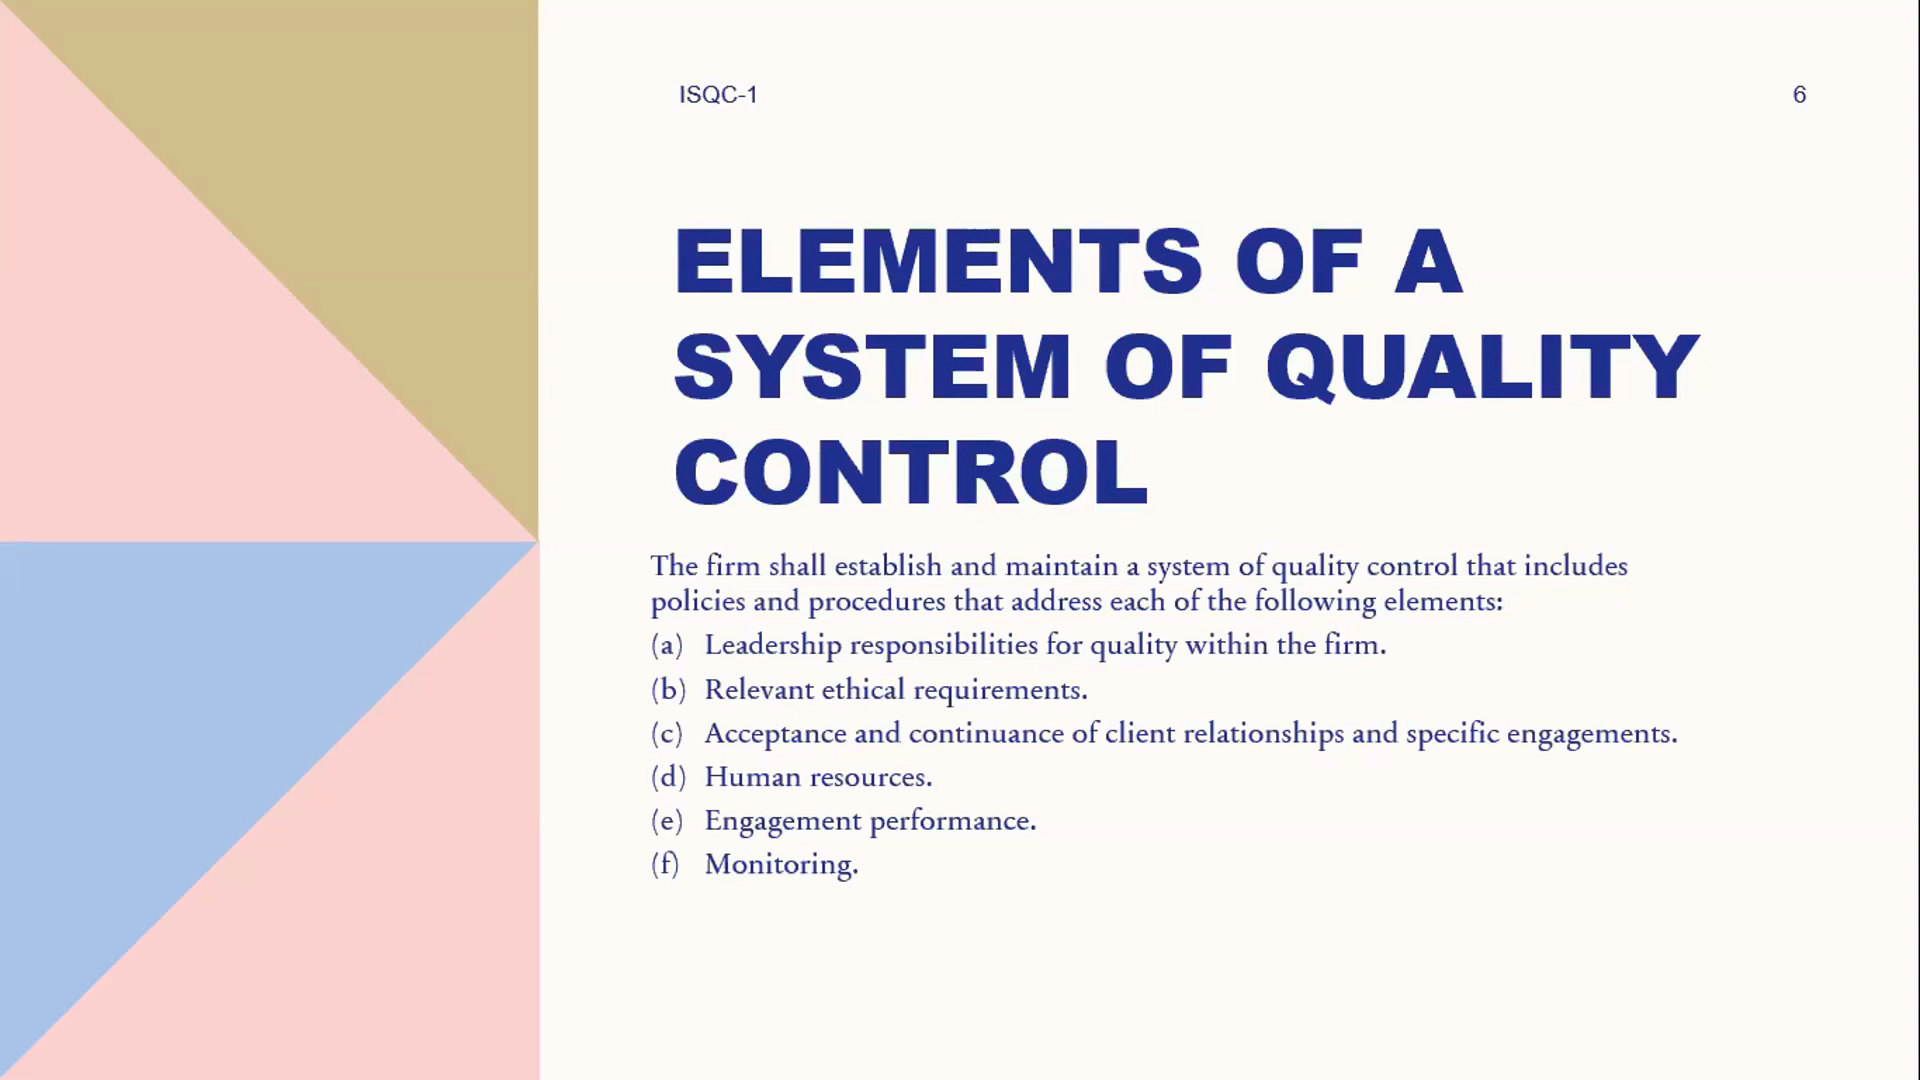 ISQC-1
6
ELEMENTS OF A
SYSTEM OF QUALITY
CONTROL
The firm shall establish and maintain a system of quality control that includes
policies and procedures that address each of the following elements:
(a) Leadership responsibilities for quality within the firm.
(b) Relevant ethical requirements.
(c) Acceptance and continuance of client relationships and specific engagements.
(d) Human resources.
(e) Engagement performance.
(f) Monitoring.